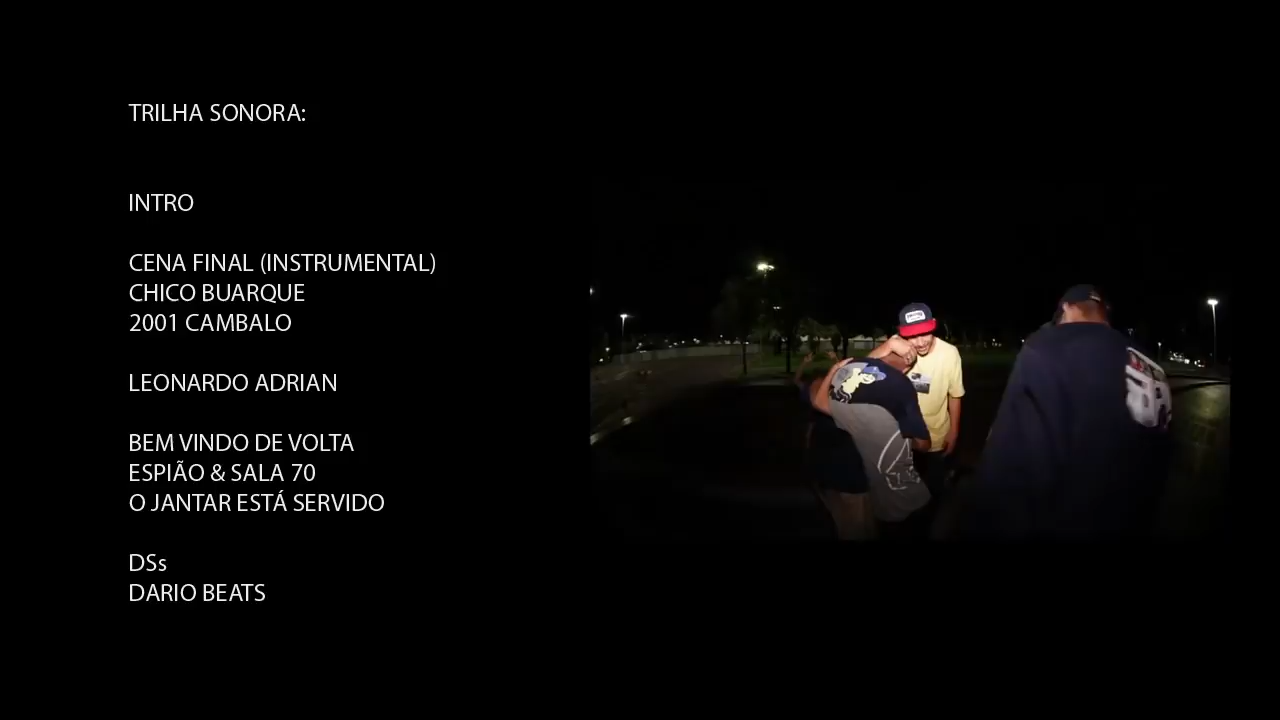 TRILHA SONORA:
INTRO
CENA FINAL (INSTRUMENTAL)
CHICO BUARQUE
2001 CAMBALO
LEONARDO ADRIAN
BEM VINDO DE VOLTA
ESPIÃO & SALA 70
O JANTAR ESTÁ SERVIDO
DSs
DARIO BEATS